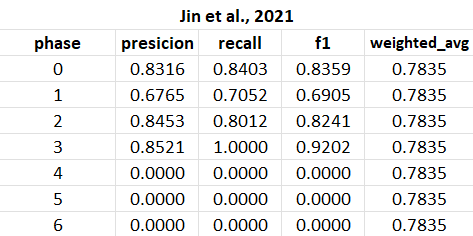 Jin et al., 2021
phase presicion recall f1 weighted_avg
0 0.8316 0.8403 0.8359 0.7835
1 0.6765 0.7052 0.6905 0.7835
2 0.8453 0.8012 0.8241 0.7835
3 0.8521 1.0000 0.9202 0.7835
4 0.0000 0.0000 0.0000 0.7835
5 0.0000 0.0000 0.0000 0.7835
6 0.0000 0.0000 0.0000 0.7835